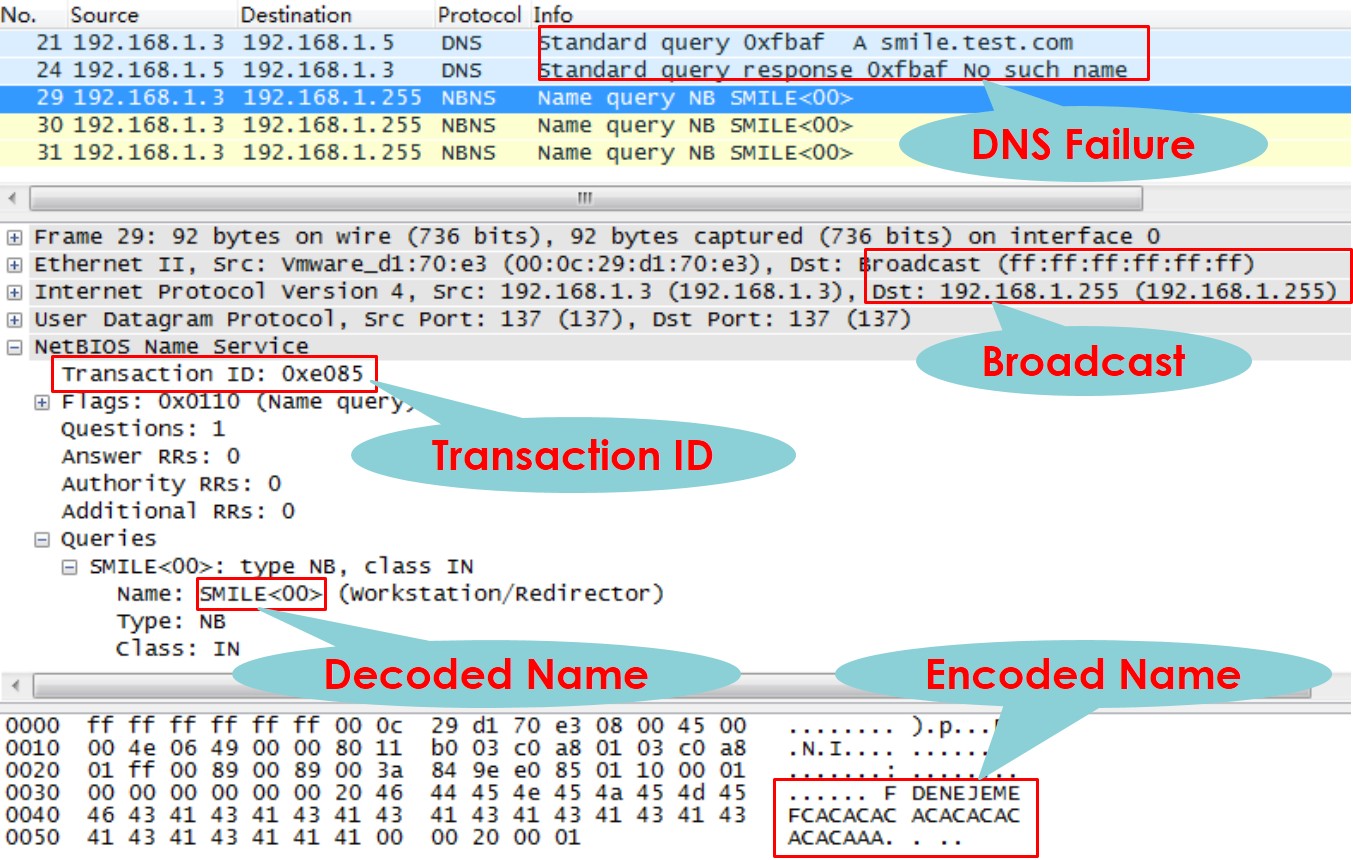 No. Source Destination Protocol Info
21 192.168.1.3 192.168.1.5 DNS Standard query 0xfbaf A smile.test.com
24 192.168.1.5 192.168.1.3 DNS Standard query response 0xfbaf No such name
29 192.168.1.3 192.168.1.255 NBNS Name query NB SMILE<00>
30 192.168.1.3 192.168.1.255 NBNS Name query NB SMILE<00>
31 192.168.1.3 192.168.1.255 NBNS Name query NB SMILE<00>
DNS Failure
Frame 29: 92 bytes on wire (736 bits), 92 bytes captured (736 bits) on interface 0
Ethernet II, Src: Vmware_d1:70:e3 (00:0c:29:d1:70:e3), Dst: Broadcast (ff:ff:ff:ff:ff:ff)
Internet Protocol Version 4, Src: 192.168.1.3 (192.168.1.3), Dst: 192.168.1.255 (192.168.1.255)
User Datagram Protocol, Src Port: 137 (137), Dst Port: 137 (137)
NetBIOS Name Service
Broadcast
Transaction ID: 0xe085
Flags: 0x0110 (Name query)
Questions: 1
Answer RRs: 0
Transaction ID
Authority RRs: 0
Additional RRs: 0
Queries
SMILE<00>: type NB, class IN
Name: SMILE<00> (Workstation/Redirector)
Type: NB
Class: IN
Decoded Name
Encoded Name
0000 ff ff ff ff ff ff 00 0c 29 d1 70 e3 08 00 45 00 ........ ).p...
0010 00 4e 06 49 00 00 80 11 b0 03 c0 a8 01 03 c0 a8 .N.I.... .......
0020 01 ff 00 89 00 89 00 3a 84 9e e0 85 01 10 00 01 .......: ........
0030 00 00 00 00 00 00 20 46 44 45 4e 45 4a 45 4d 45 ...... F DENEJEME
0040 46 43 41 43 41 43 41 43 41 43 41 43 41 43 41 43 FCACACAC ACACACAC
0050 41 43 41 43 41 41 41 00 00 20 00 01 ACACAAA. . ..